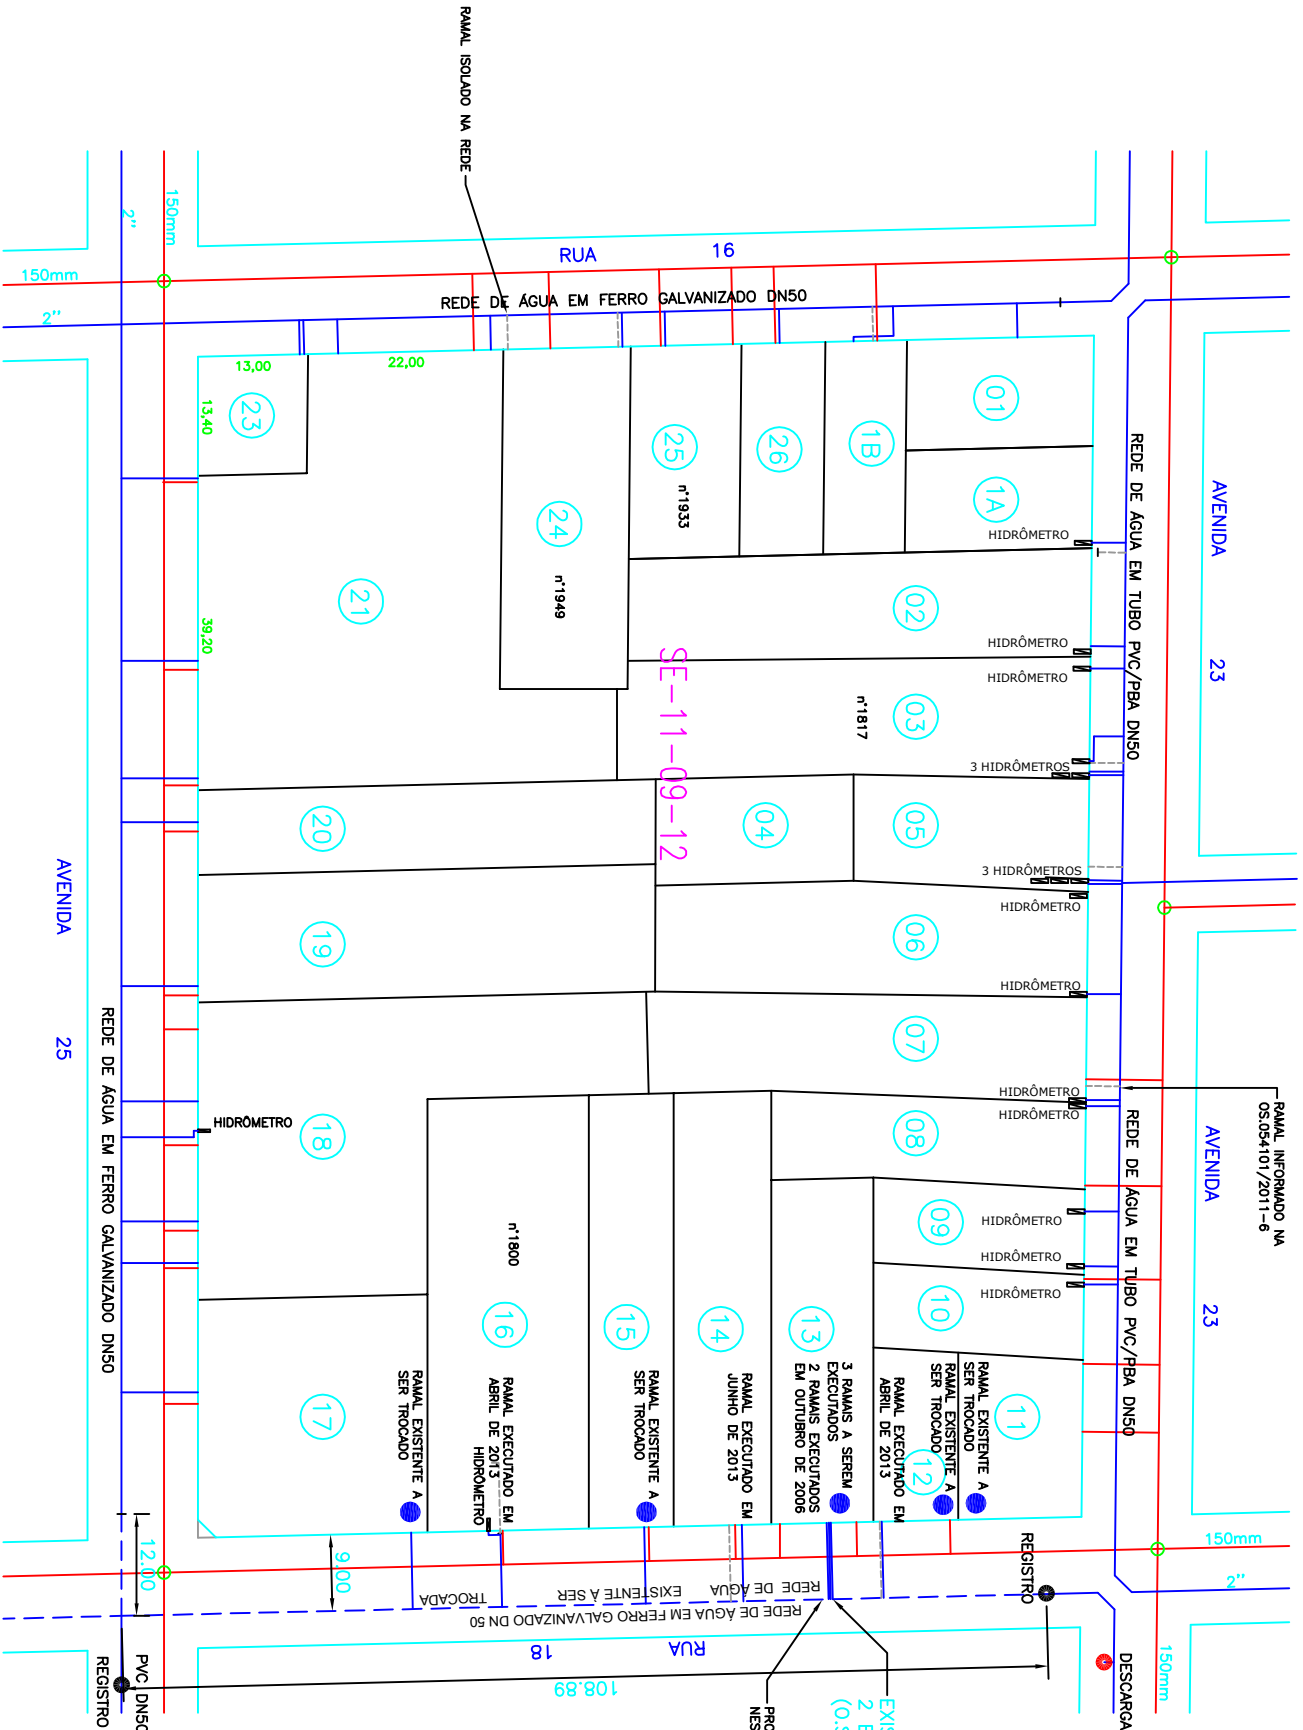 RAMAL ISOLADO NA REDE
150mm
2"
150mm
2"
RUA 16
REDE DE ÁGUA EM FERRO GALVANIZADO DN50
13,00
22,00
13,40
39,20
23
21
24
n°1949
25
n°1933
26
1B
01
1A
02
03
n°1817
SE-11-09-12
04
05
06
07
08
09
10
11
12
13
14
15
16
n°1800
17
18
19
20
HIDRÔMETRO
HIDRÔMETRO
HIDRÔMETRO
3 HIDRÔMETROS
3 HIDRÔMETROS
HIDRÔMETRO
HIDRÔMETRO
HIDRÔMETRO
HIDRÔMETRO
HIDRÔMETRO
HIDRÔMETRO
HIDRÔMETRO
HIDRÔMETRO
REDE DE ÁGUA EM TUBO PVC/PBA DN50
AVENIDA 23
REDE DE ÁGUA EM TUBO PVC/PBA DN50
AVENIDA 23
RAMAL INFORMADO NA
OS.054101/2011-6
AVENIDA 25
REDE DE ÁGUA EM FERRO GALVANIZADO DN50
RAMAL EXISTENTE A
SER TROCADO
RAMAL EXISTENTE A
SER TROCADO
RAMAL EXECUTADO EM
ABRIL DE 2013
3 RAMAIS A SEREM
EXECUTADOS
2 RAMAIS EXECUTADOS
EM OUTUBRO DE 2006
RAMAL EXECUTADO EM
JUNHO DE 2013
RAMAL EXISTENTE A
SER TROCADO
RAMAL EXECUTADO EM
ABRIL DE 2013
HIDRÔMETRO
RAMAL EXISTENTE A
SER TROCADO
12.00
9.00
REDE DE ÁGUA EXISTENTE À SER TROCADA
REDE DE ÁGUA EM FERRO GALVANIZADO DN 50
RUA 18
108.89
REGISTRO
150mm
2"
150mm
DESCARGA
PVC DN50
REGISTRO
EXIS
2 E
(0.9
PRO
NES